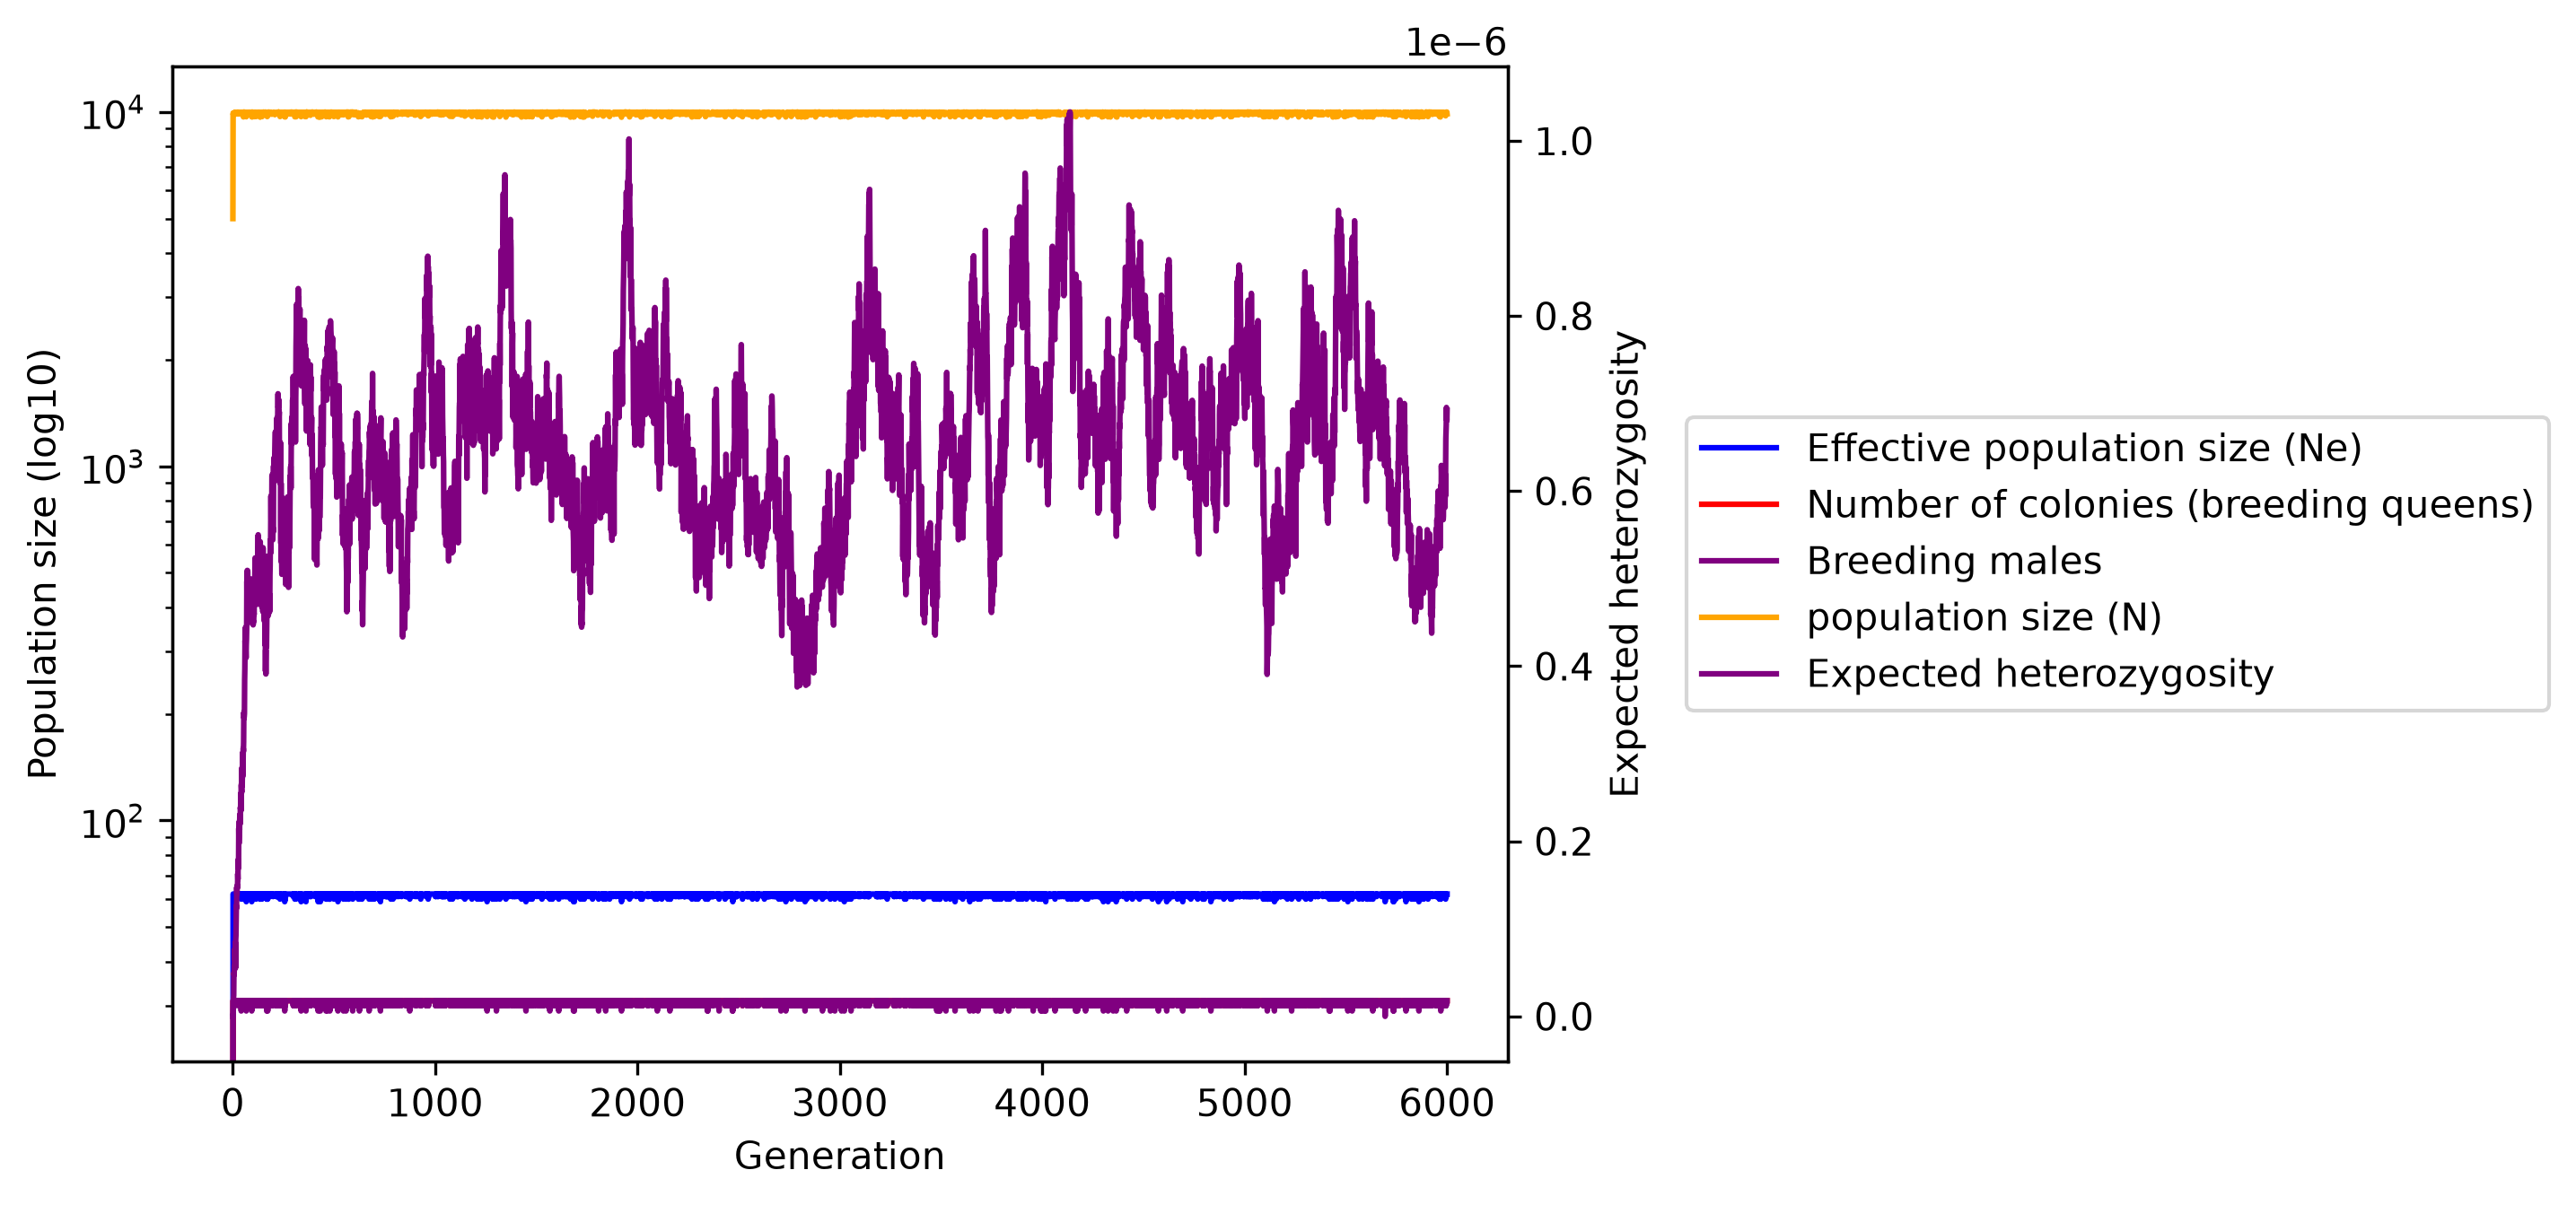 1e−6
10⁴
10³
10²
Population size (log10)
1.0
0.8
0.6
0.4
0.2
0.0
Expected heterozygosity
0 1000 2000 3000 4000 5000 6000
Generation
Effective population size (Ne)
Number of colonies (breeding queens)
Breeding males
population size (N)
Expected heterozygosity